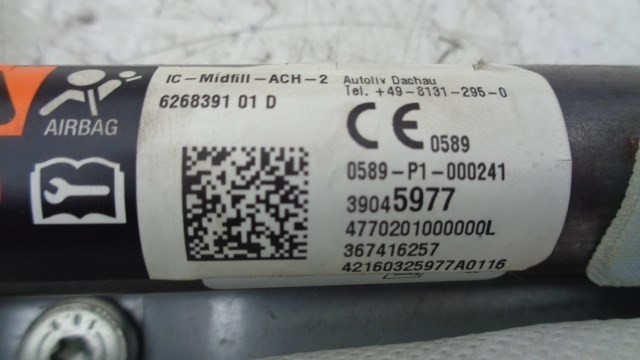 IC-Midfill-ACH-2
6268391 01 D
Autoliv Dachau
Tel. +49-8131-295-0
AIRBAG
CE 0589
0589-P1-000241
39045977
4770201000000L
367416257
42160325977A0116